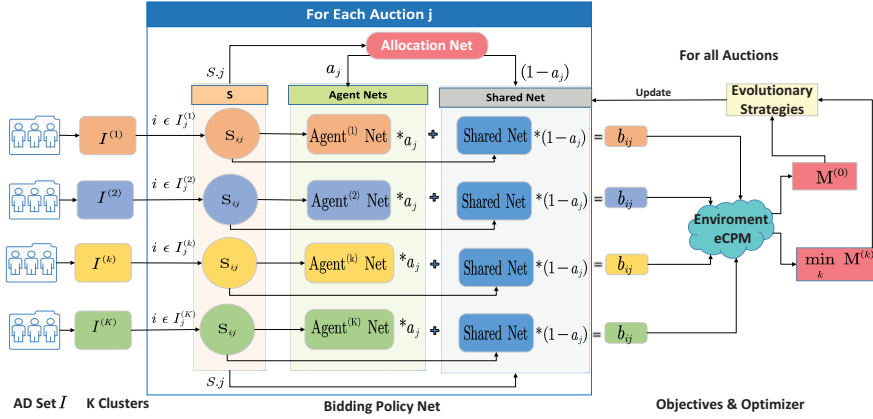 For Each Auction j
Allocation Net
For all Auctions
S.j
a_j
(1-a_j)
S
Agent Nets
Shared Net
Update
Evolutionary
Strategies
I^(1)
i ϵ I_j^(1)
S_ij
Agent^(1) Net
*a_j
+
Shared Net
*(1-a_j)
=
b_ij
I^(2)
i ϵ I_j^(2)
S_ij
Agent^(2) Net
*a_j
+
Shared Net
*(1-a_j)
=
b_ij
M^(0)
Enviroment
eCPM
I^(k)
i ϵ I_j^(k)
S_ij
Agent^(k) Net
*a_j
+
Shared Net
*(1-a_j)
=
b_ij
min M^(k)
k
I^(K)
i ϵ I_j^(K)
S_ij
Agent^(K) Net
*a_j
+
Shared Net
*(1-a_j)
=
b_ij
S.j
AD Set I
K Clusters
Bidding Policy Net
Objectives & Optimizer